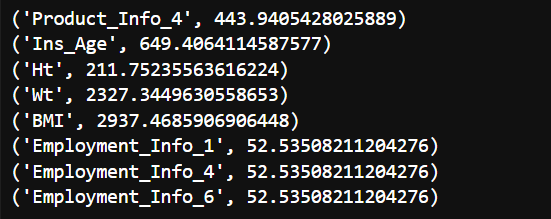 ('Product_Info_4', 443.9405428025889)
('Ins_Age', 649.4064114587577)
('Ht', 211.75235563616224)
('Wt', 2327.3449630558653)
('BMI', 2937.4685906906448)
('Employment_Info_1', 52.53508211204276)
('Employment_Info_4', 52.53508211204276)
('Employment_Info_6', 52.53508211204276)